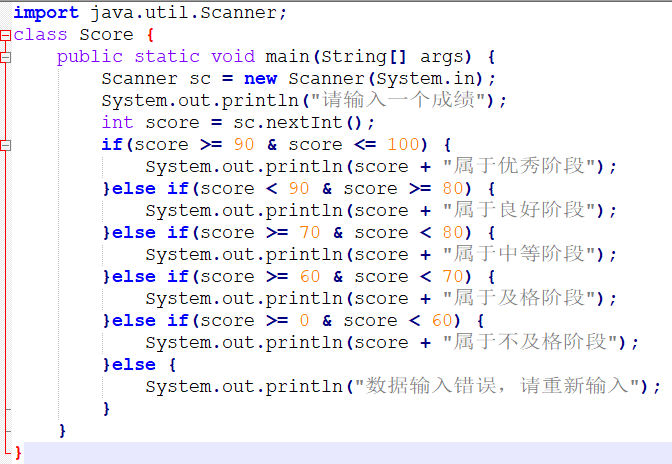 import java.util.Scanner;
class Score {
    public static void main(String[] args) {
        Scanner sc = new Scanner(System.in);
        System.out.println("请输入一个成绩");
        int score = sc.nextInt();
        if(score >= 90 & score <= 100) {
            System.out.println(score + "属于优秀阶段");
        }else if(score < 90 & score >= 80) {
            System.out.println(score + "属于良好阶段");
        }else if(score >= 70 & score < 80) {
            System.out.println(score + "属于中等阶段");
        }else if(score >= 60 & score < 70) {
            System.out.println(score + "属于及格阶段");
        }else if(score >= 0 & score < 60) {
            System.out.println(score + "属于不及格阶段");
        }else {
            System.out.println("数据输入错误，请重新输入");
        }
    }
}